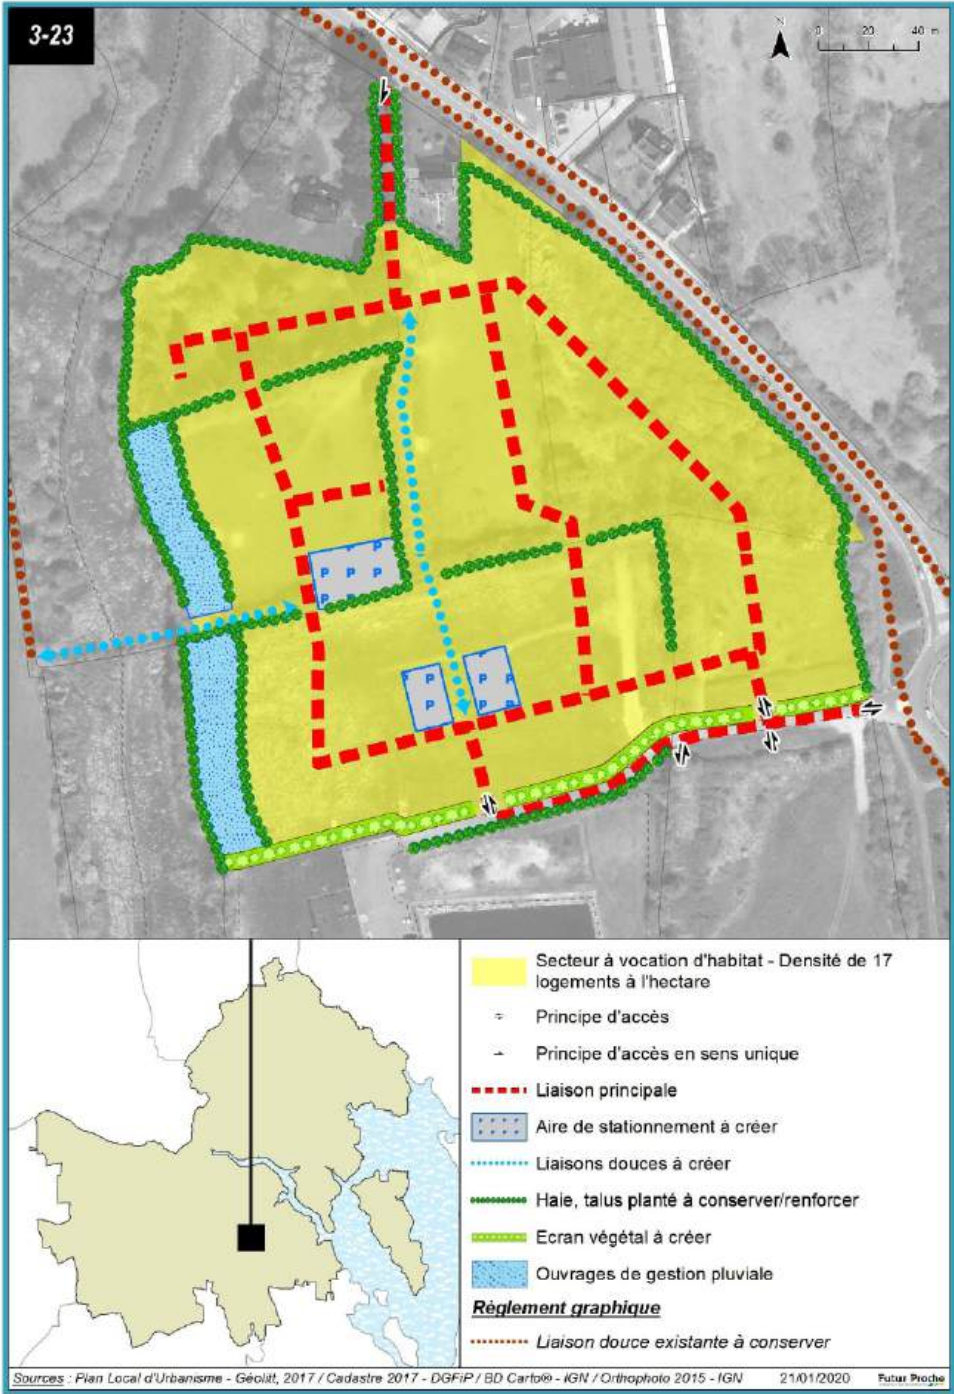 3-23
N
0 20 40 m
P P P
P P
P P
P
P P
P P
Secteur à vocation d'habitat - Densité de 17
logements à l'hectare
Principe d'accès
Principe d'accès en sens unique
Liaison principale
Aire de stationnement à créer
Liaisons douces à créer
Haie, talus planté à conserver/renforcer
Ecran végétal à créer
Ouvrages de gestion pluviale
Règlement graphique
Liaison douce existante à conserver
Sources : Plan Local d'Urbanisme - Géolitt, 2017 / Cadastre 2017 - DGFiP / BD Carto® - IGN / Orthophoto 2015 - IGN 21/01/2020 Futur Proche